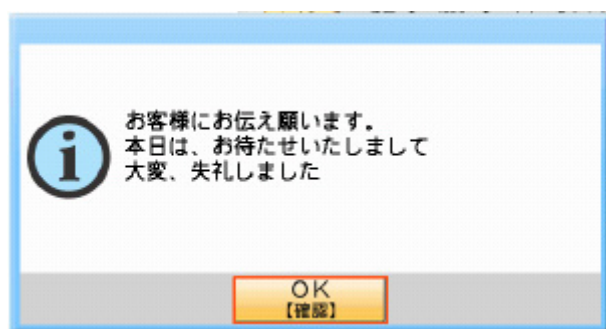 お客様にお伝え願います。
本日は、お待たせいたしまして
大変、失礼しました
OK
【確認】